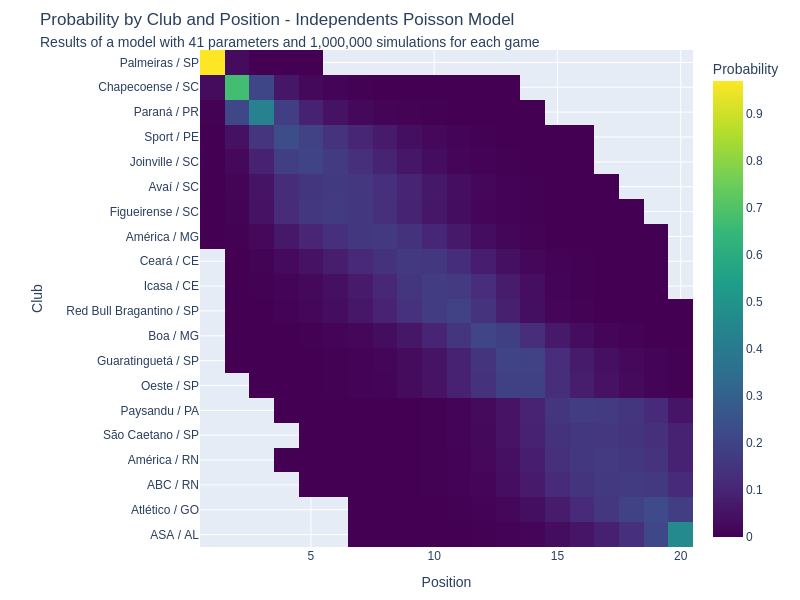 Probability by Club and Position - Independents Poisson Model
Results of a model with 41 parameters and 1,000,000 simulations for each game
Probability
Club
Palmeiras / SP
Chapecoense / SC
Paraná / PR
Sport / PE
Joinville / SC
Avaí / SC
Figueirense / SC
América / MG
Ceará / CE
Icasa / CE
Red Bull Bragantino / SP
Boa / MG
Guaratinguetá / SP
Oeste / SP
Paysandu / PA
São Caetano / SP
América / RN
ABC / RN
Atlético / GO
ASA / AL
0.9
0.8
0.7
0.6
0.5
0.4
0.3
0.2
0.1
0
5
10
15
20
Position